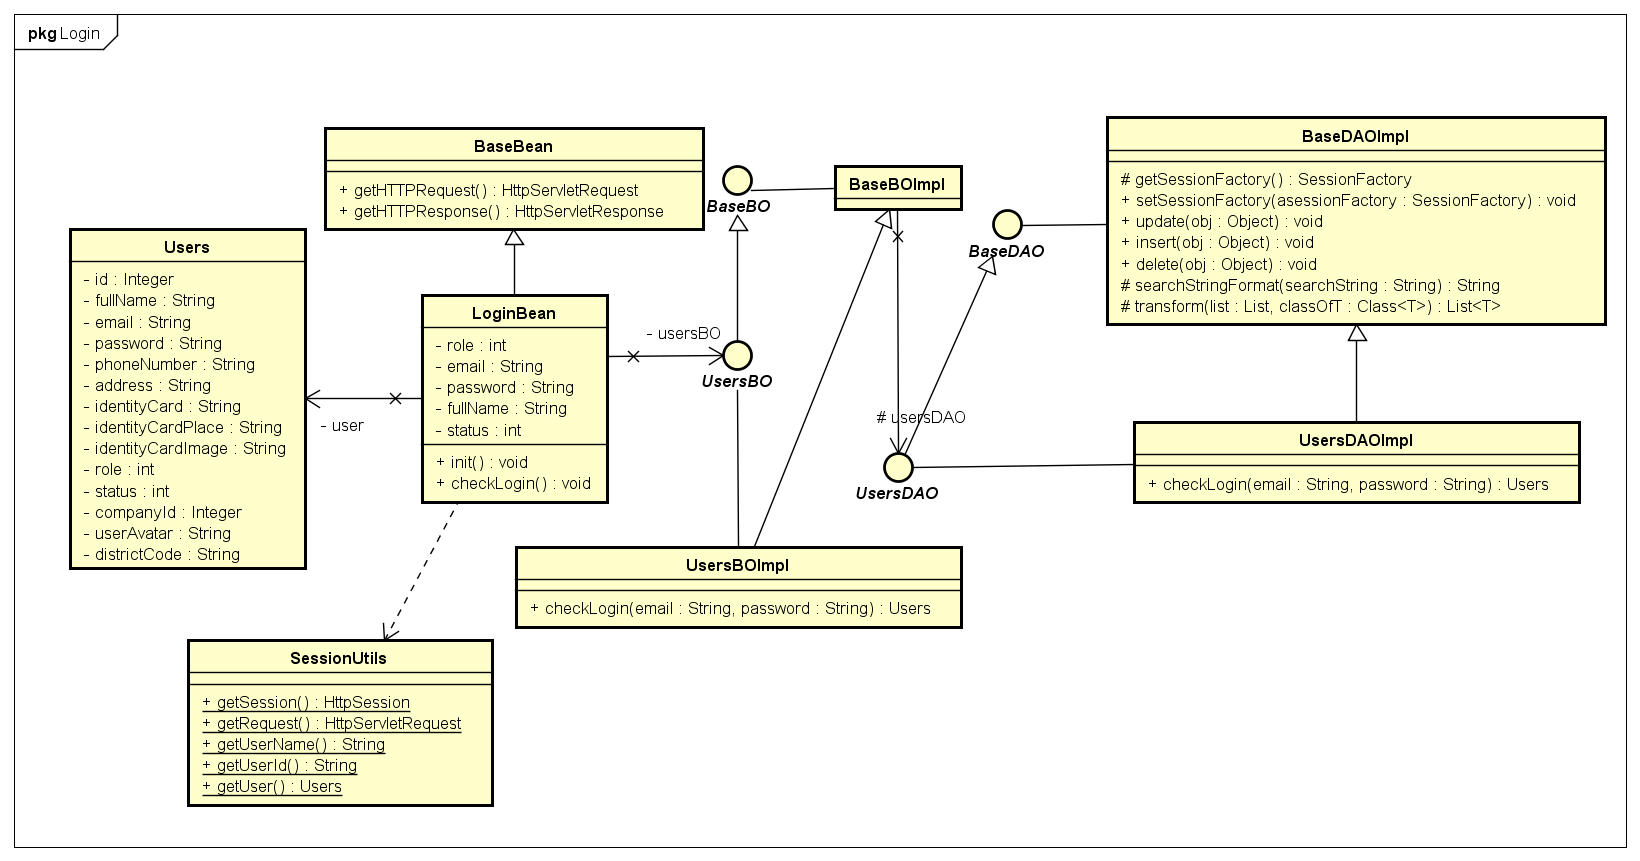 pkg Login
BaseBean
+ getHTTPRequest() : HttpServletRequest
+ getHTTPResponse() : HttpServletResponse
BaseBO
BaseBOImpl
BaseDAO
BaseDAOImpl
# getSessionFactory() : SessionFactory
+ setSessionFactory(asessionFactory : SessionFactory) : void
+ update(obj : Object) : void
+ insert(obj : Object) : void
+ delete(obj : Object) : void
# searchStringFormat(searchString : String) : String
# transform(list : List, classOfT : Class<T>) : List<T>
Users
- id : Integer
- fullName : String
- email : String
- password : String
- phoneNumber : String
- address : String
- identityCard : String
- identityCardPlace : String
- identityCardImage : String
- role : int
- status : int
- companyId : Integer
- userAvatar : String
- districtCode : String
- user
LoginBean
- role : int
- email : String
- password : String
- fullName : String
- status : int
+ init() : void
+ checkLogin() : void
- usersBO
UsersBO
# usersDAO
UsersDAO
UsersDAOImpl
+ checkLogin(email : String, password : String) : Users
UsersBOImpl
+ checkLogin(email : String, password : String) : Users
SessionUtils
+ getSession() : HttpSession
+ getRequest() : HttpServletRequest
+ getUserName() : String
+ getUserId() : String
+ getUser() : Users